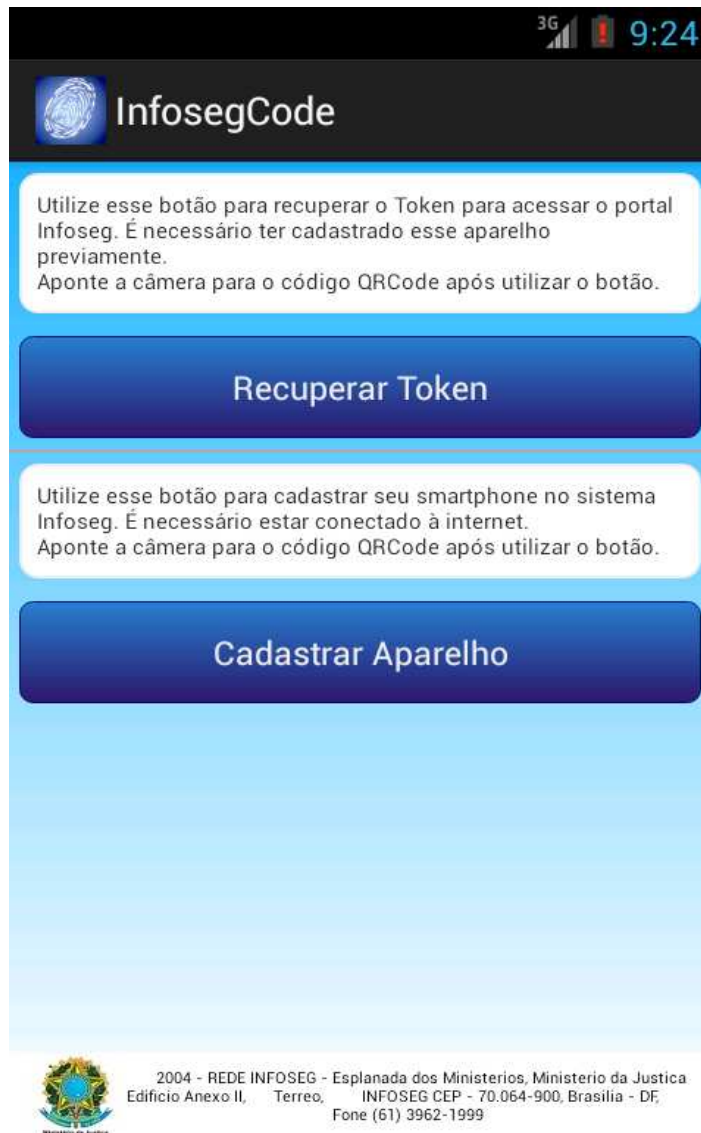 3G 9:24
InfosegCode
Utilize esse botão para recuperar o Token para acessar o portal
Infoseg. É necessário ter cadastrado esse aparelho
previamente.
Aponte a câmera para o código QRCode após utilizar o botão.
Recuperar Token
Utilize esse botão para cadastrar seu smartphone no sistema
Infoseg. É necessário estar conectado à internet.
Aponte a câmera para o código QRCode após utilizar o botão.
Cadastrar Aparelho
2004 - REDE INFOSEG - Esplanada dos Ministerios, Ministerio da Justica
Edificio Anexo II, Terreo, INFOSEG CEP - 70.064-900, Brasilia - DF,
Fone (61) 3962-1999